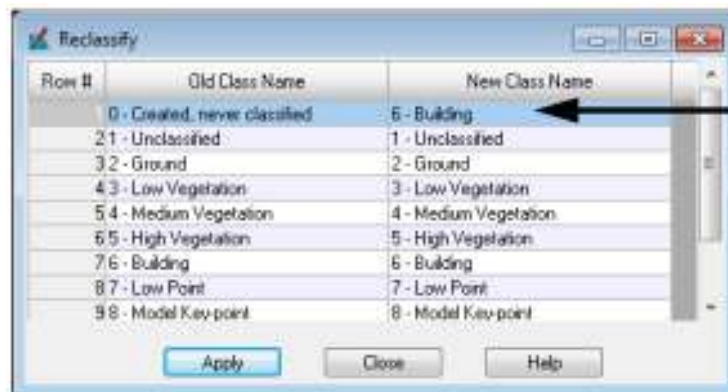 Reclassify
Row # Old Class Name New Class Name
0 - Created, never classified 6 - Building
2 1 - Unclassified 1 - Unclassified
3 2 - Ground 2 - Ground
4 3 - Low Vegetation 3 - Low Vegetation
5 4 - Medium Vegetation 4 - Medium Vegetation
6 5 - High Vegetation 5 - High Vegetation
7 6 - Building 6 - Building
8 7 - Low Point 7 - Low Point
9 8 - Model Key-point 8 - Model Key-point
Apply Close Help